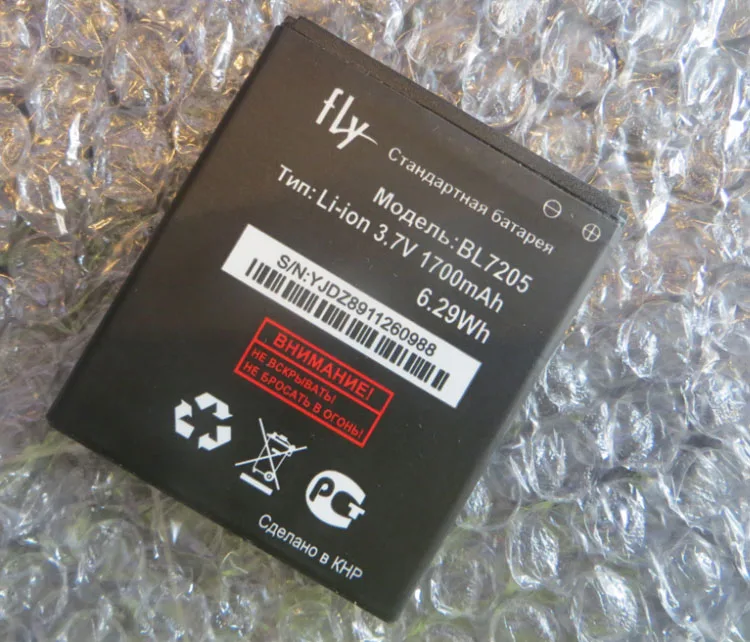 fly
Стандартная батарея
Модель:BL7205
Тип: Li-ion 3.7V 1700mAh
6.29Wh
S/N:YJDZ8911260988
ВНИМАНИЕ!
НЕ ВСКРЫВАТЬ!
НЕ БРОСАТЬ В ОГОНЬ!
РСТ
Сделано в КНР